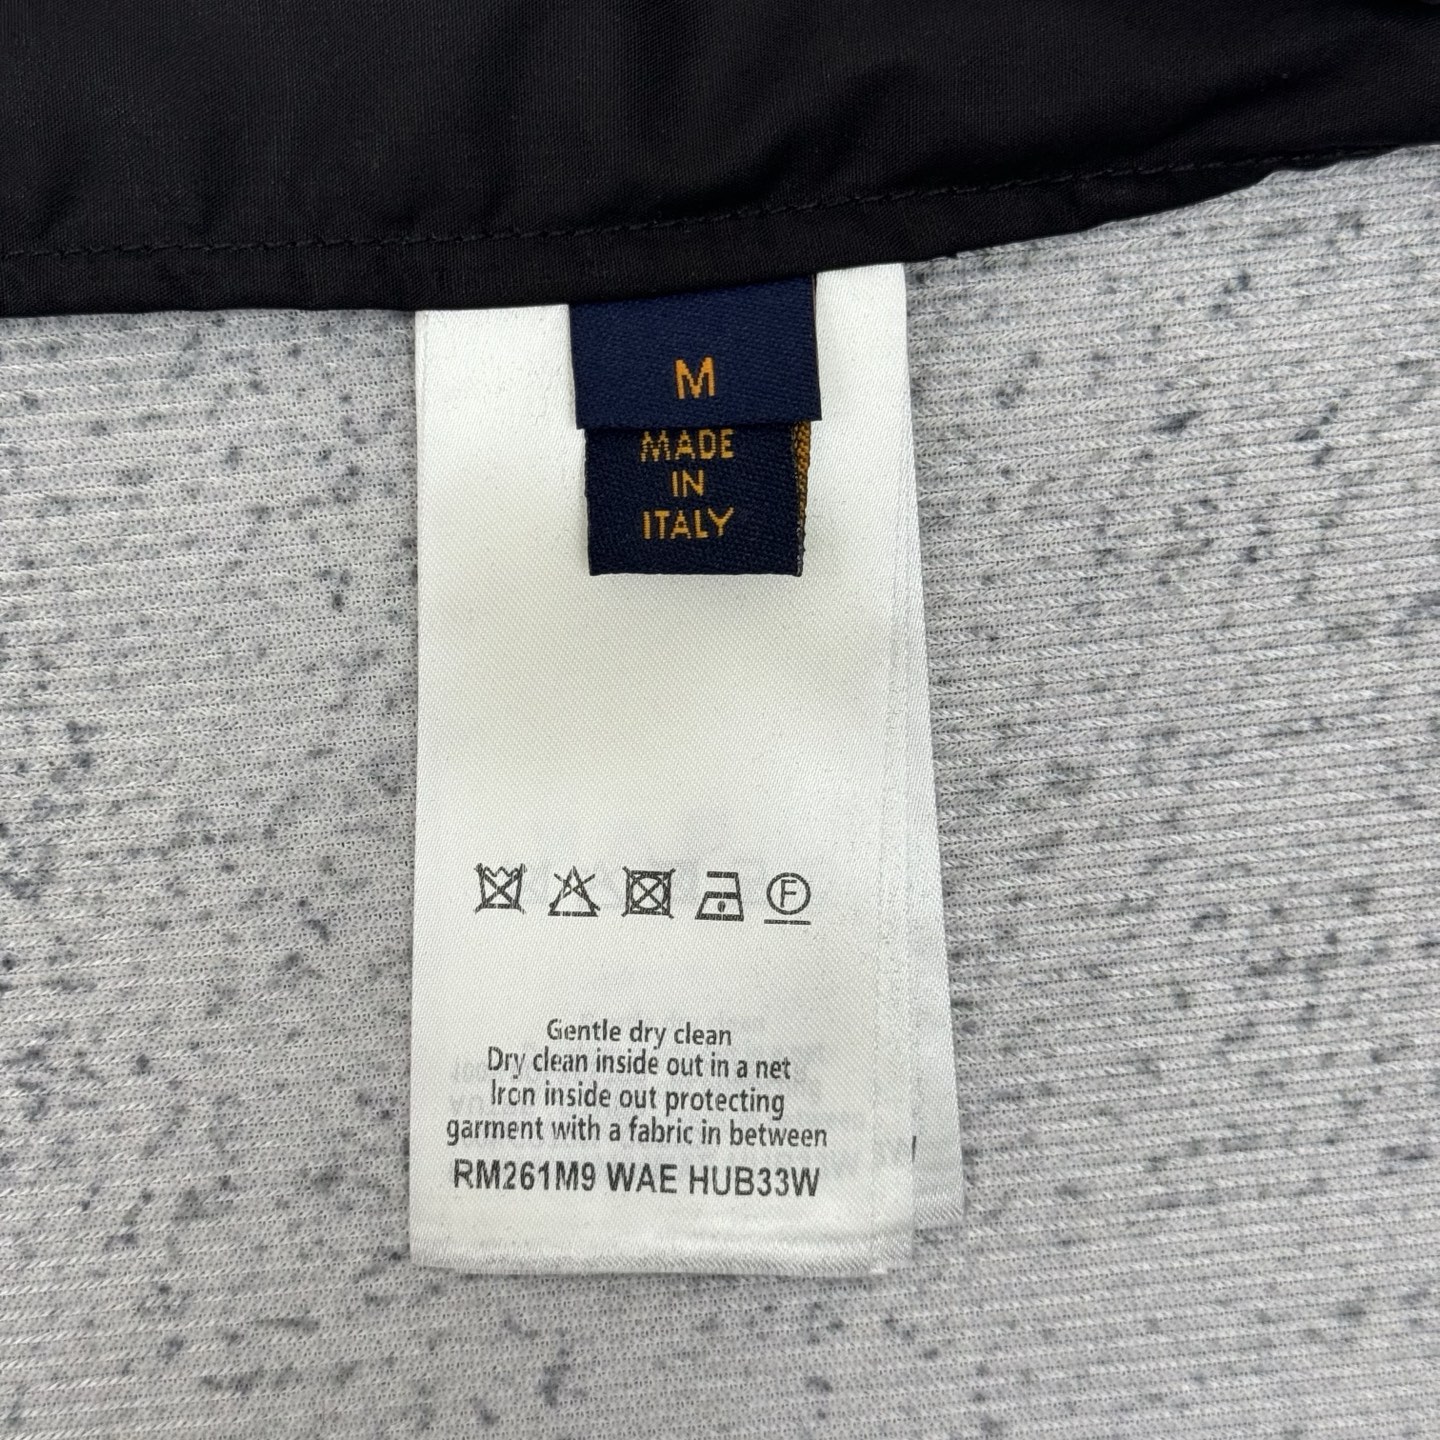 M
MADE
IN
ITALY
F
Gentle dry clean
Dry clean inside out in a net
Iron inside out protecting
garment with a fabric in between
RM261M9 WAE HUB33W